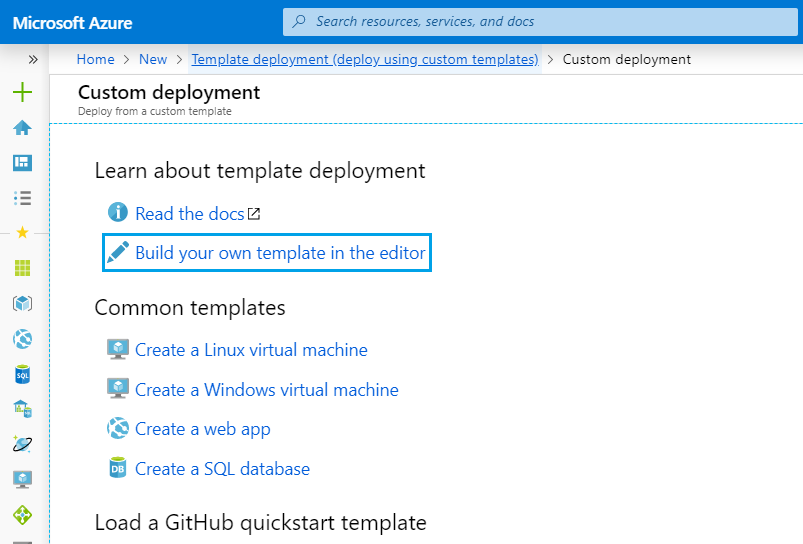 Microsoft Azure
Search resources, services, and docs
Home > New > Template deployment (deploy using custom templates) > Custom deployment
Custom deployment
Deploy from a custom template
Learn about template deployment
Read the docs
Build your own template in the editor
Common templates
Create a Linux virtual machine
Create a Windows virtual machine
Create a web app
SQL
DB
Create a SQL database
Load a GitHub quickstart template